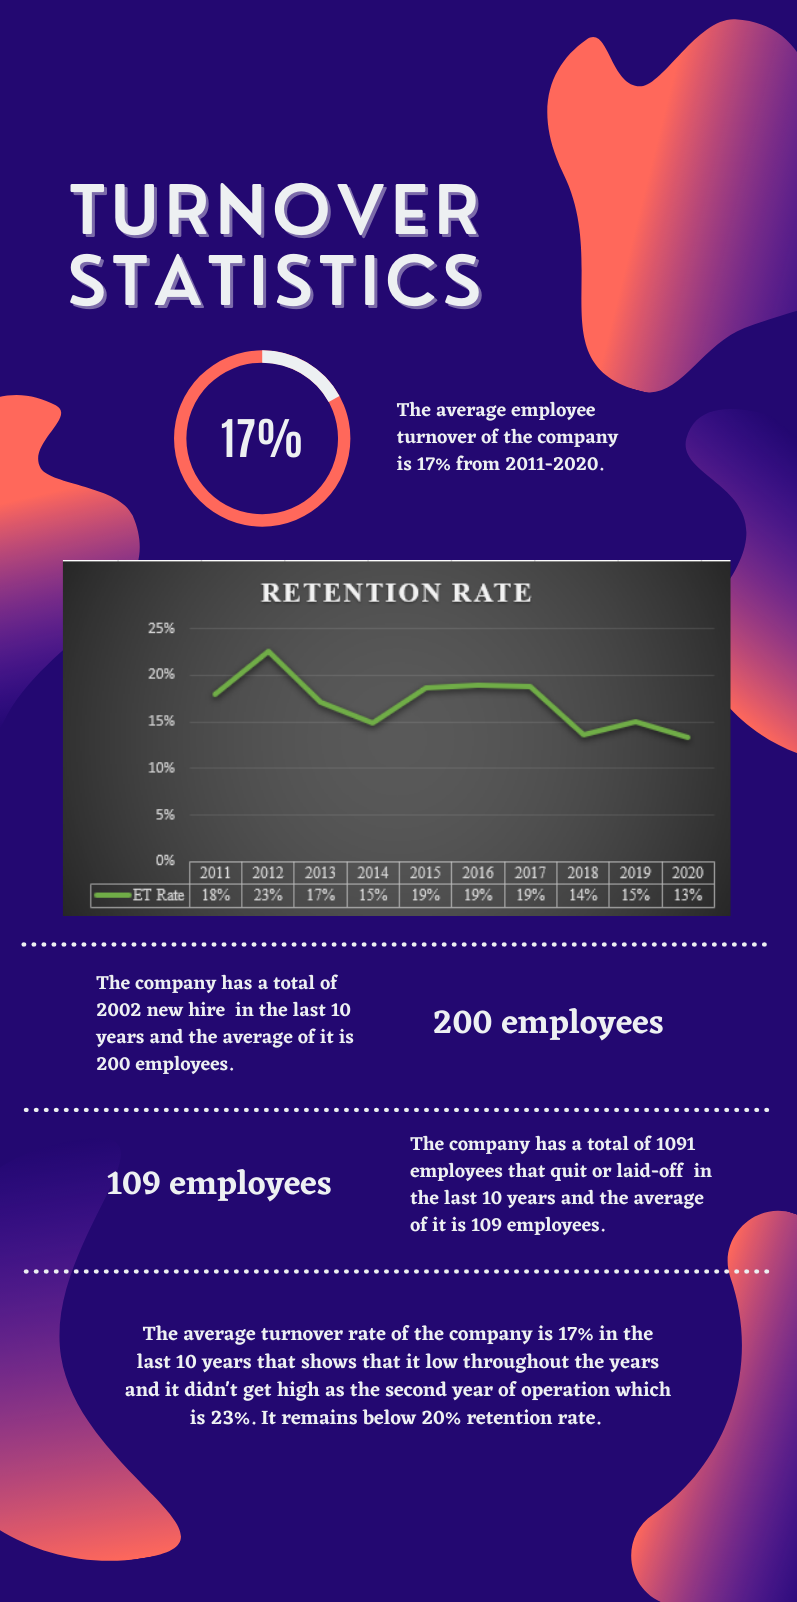 TURNOVER
STATISTICS
17%
The average employee
turnover of the company
is 17% from 2011-2020.
RETENTION RATE
25%
20%
15%
10%
5%
0%
2011 2012 2013 2014 2015 2016 2017 2018 2019 2020
ET Rate 18% 23% 17% 15% 19% 19% 19% 14% 15% 13%
The company has a total of
2002 new hire in the last 10
years and the average of it is
200 employees.
200 employees
109 employees
The company has a total of 1091
employees that quit or laid-off in
the last 10 years and the average
of it is 109 employees.
The average turnover rate of the company is 17% in the
last 10 years that shows that it low throughout the years
and it didn't get high as the second year of operation which
is 23%. It remains below 20% retention rate.